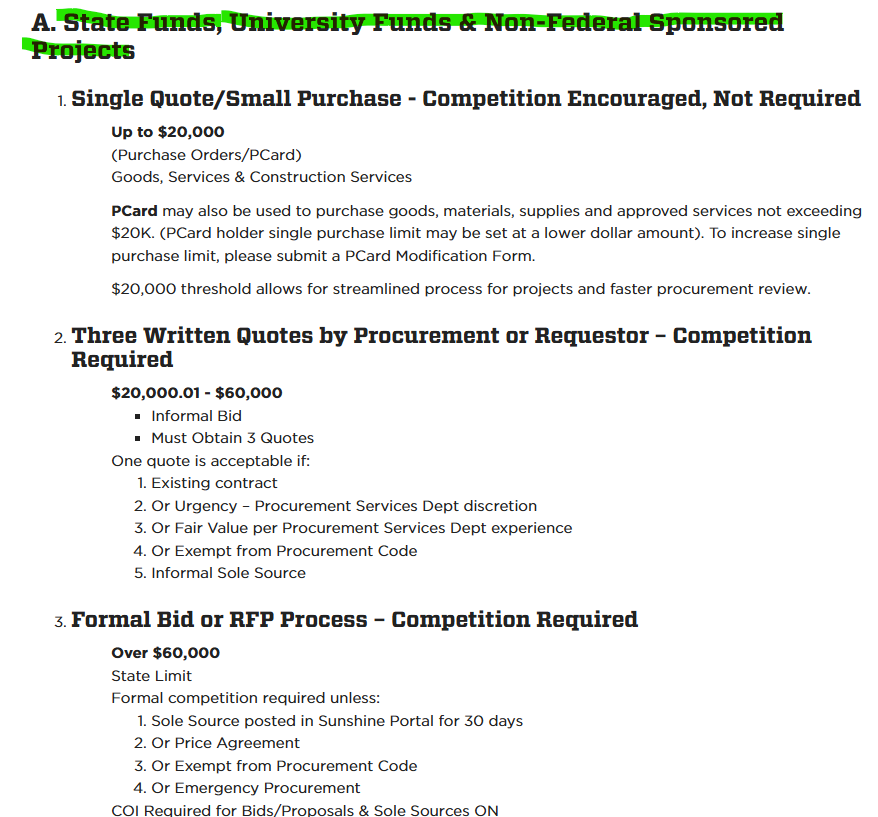 A. State Funds, University Funds & Non-Federal Sponsored
Projects
1. Single Quote/Small Purchase - Competition Encouraged, Not Required
Up to $20,000
(Purchase Orders/PCard)
Goods, Services & Construction Services
PCard may also be used to purchase goods, materials, supplies and approved services not exceeding
$20K. (PCard holder single purchase limit may be set at a lower dollar amount). To increase single
purchase limit, please submit a PCard Modification Form.
$20,000 threshold allows for streamlined process for projects and faster procurement review.
2. Three Written Quotes by Procurement or Requestor – Competition
Required
$20,000.01 - $60,000
▪ Informal Bid
▪ Must Obtain 3 Quotes
One quote is acceptable if:
1. Existing contract
2. Or Urgency – Procurement Services Dept discretion
3. Or Fair Value per Procurement Services Dept experience
4. Or Exempt from Procurement Code
5. Informal Sole Source
3. Formal Bid or RFP Process – Competition Required
Over $60,000
State Limit
Formal competition required unless:
1. Sole Source posted in Sunshine Portal for 30 days
2. Or Price Agreement
3. Or Exempt from Procurement Code
4. Or Emergency Procurement
COI Required for Bids/Proposals & Sole Sources ON